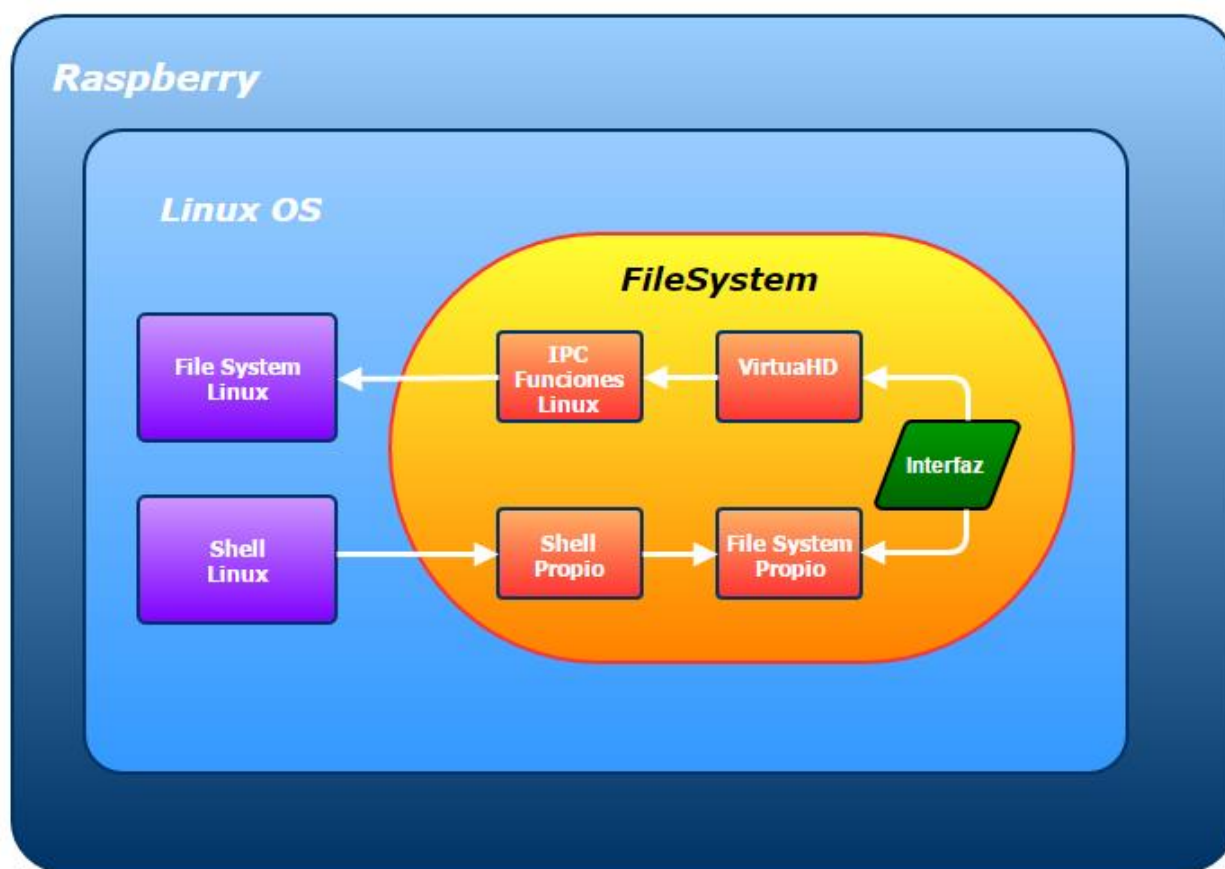 Raspberry
Linux OS
FileSystem
File System
Linux
IPC
Funciones
Linux
VirtuaHD
Interfaz
Shell
Linux
Shell
Propio
File System
Propio